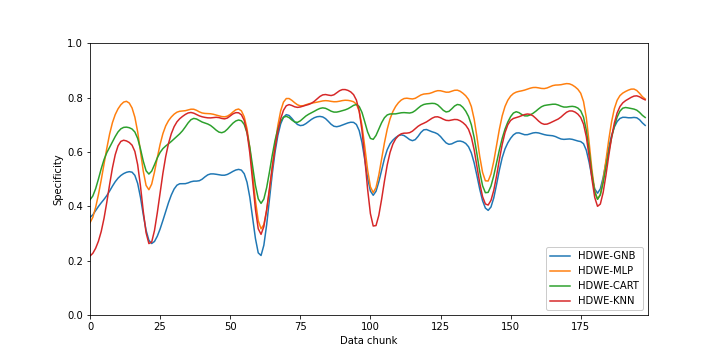 1.0
0.8
0.6
0.4
0.2
0.0
Specificity
0 25 50 75 100 125 150 175
Data chunk
HDWE-GNB
HDWE-MLP
HDWE-CART
HDWE-KNN